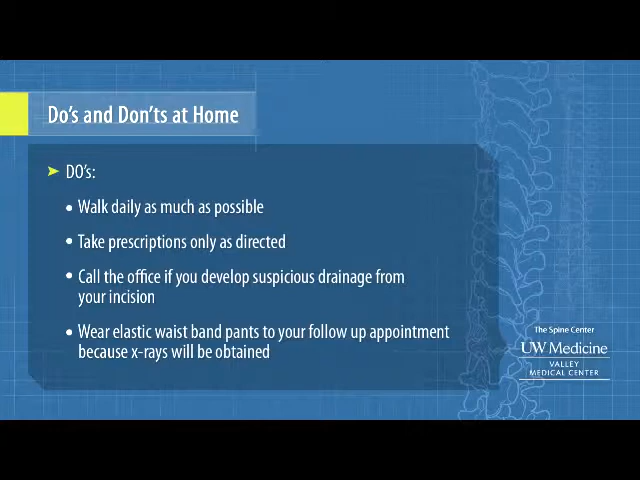 Do's and Don'ts at Home
➤ DO's:
• Walk daily as much as possible
• Take prescriptions only as directed
• Call the office if you develop suspicious drainage from
your incision
• Wear elastic waist band pants to your follow up appointment
because x-rays will be obtained
The Spine Center
UW Medicine
VALLEY
MEDICAL CENTER